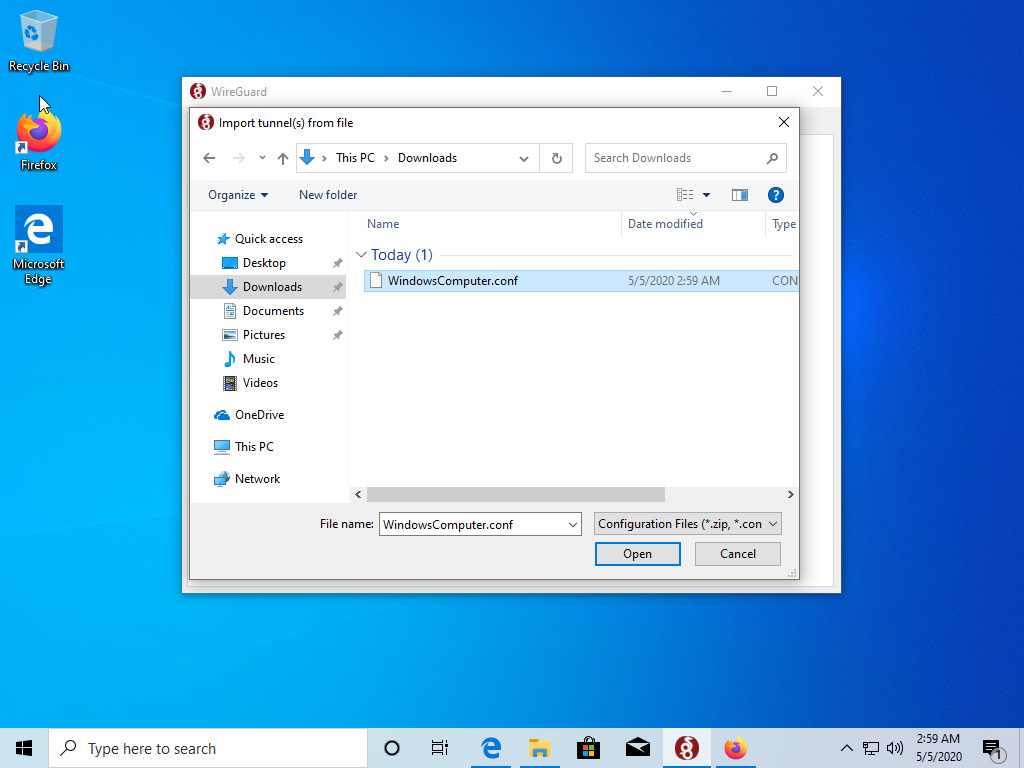 Recycle Bin
Firefox
Microsoft
Edge
WireGuard
Import tunnel(s) from file
This PC > Downloads
Search Downloads
Organize
New folder
?
Name
Date modified
Type
Quick access
Desktop
Downloads
Documents
Pictures
Music
Videos
OneDrive
This PC
Network
Today (1)
WindowsComputer.conf
5/5/2020 2:59 AM
CON
File name:
WindowsComputer.conf
Configuration Files (*.zip, *.con
Open
Cancel
Type here to search
2:59 AM
5/5/2020
1